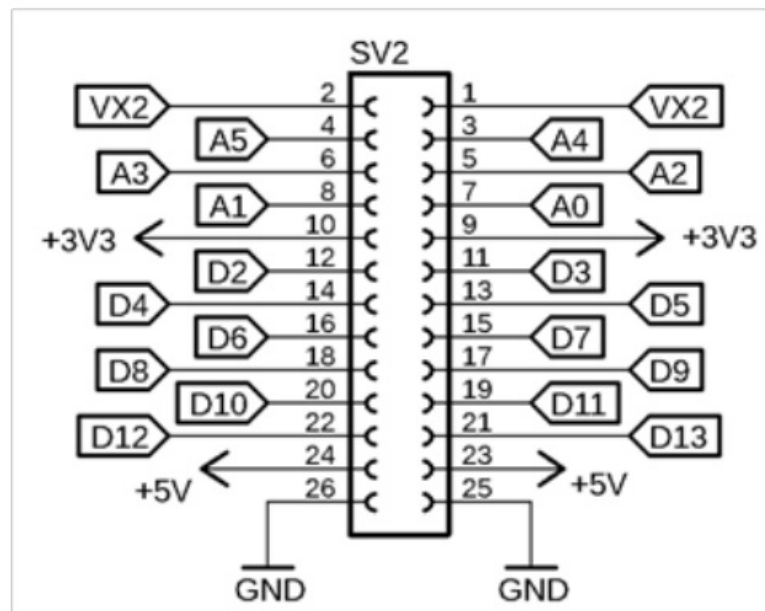 SV2
VX2 2 1 VX2
A5 4 3 A4
A3 6 5 A2
A1 8 7 A0
+3V3 10 9 +3V3
D2 12 11 D3
D4 14 13 D5
D6 16 15 D7
D8 18 17 D9
D10 20 19 D11
D12 22 21 D13
+5V 24 23 +5V
26 25
GND GND